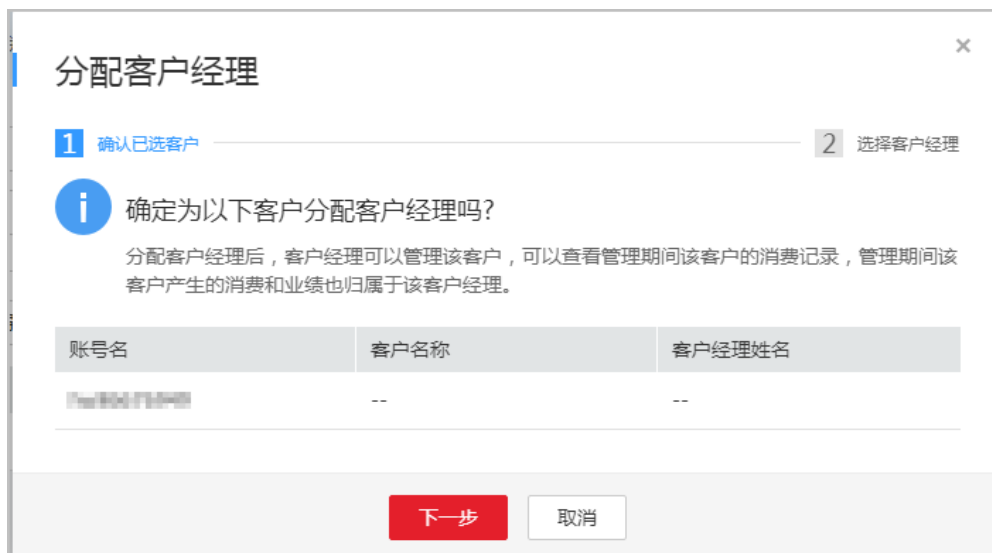 ×
分配客户经理
1 确认已选客户 2 选择客户经理
i 确定为以下客户分配客户经理吗?
分配客户经理后，客户经理可以管理该客户，可以查看管理期间该客户的消费记录，管理期间该
客户产生的消费和业绩也归属于该客户经理。
账号名 客户名称 客户经理姓名
-- --
下一步 取消